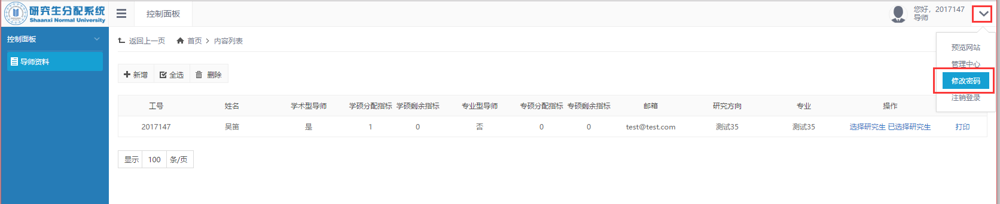 研究生分配系统
Shaanxi Normal University
控制面板
您好，2017147
导师
控制面板
导师资料
返回上一页 首页 内容列表
预览网站
管理中心
修改密码
注销登录
新增 全选 删除
工号 姓名 学术型导师 学硕分配指标 学硕剩余指标 专业型导师 专硕分配指标 专硕剩余指标 邮箱 研究方向 专业 操作
2017147 吴笛 是 1 0 否 0 0 test@test.com 测试35 测试35 选择研究生 已选择研究生 打印
显示 100 条/页